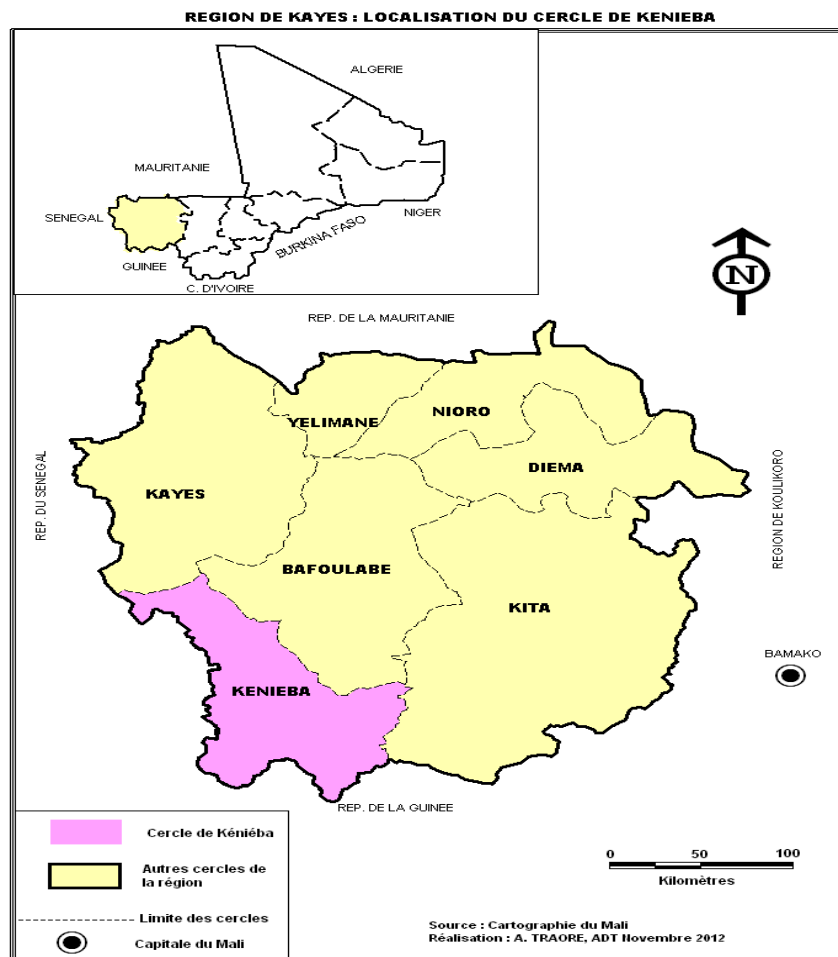 REGION DE KAYES : LOCALISATION DU CERCLE DE KENIEBA
ALGERIE
MAURITANIE
SENEGAL
NIGER
BURKINA FASO
GUINEE
C. D'IVOIRE
N
REP. DE LA MAURITANIE
YELIMANE
NIORO
DIEMA
KAYES
REP. DU SENEGAL
REGION DE KOULIKORO
BAFOULABE
KITA
BAMAKO
KENIEBA
REP. DE LA GUINEE
Cercle de Kéniéba
Autres cercles de
la région
Limite des cercles
Capitale du Mali
0 50 100
Kilomètres
Source : Cartographie du Mali
Réalisation : A. TRAORE, ADT Novembre 2012